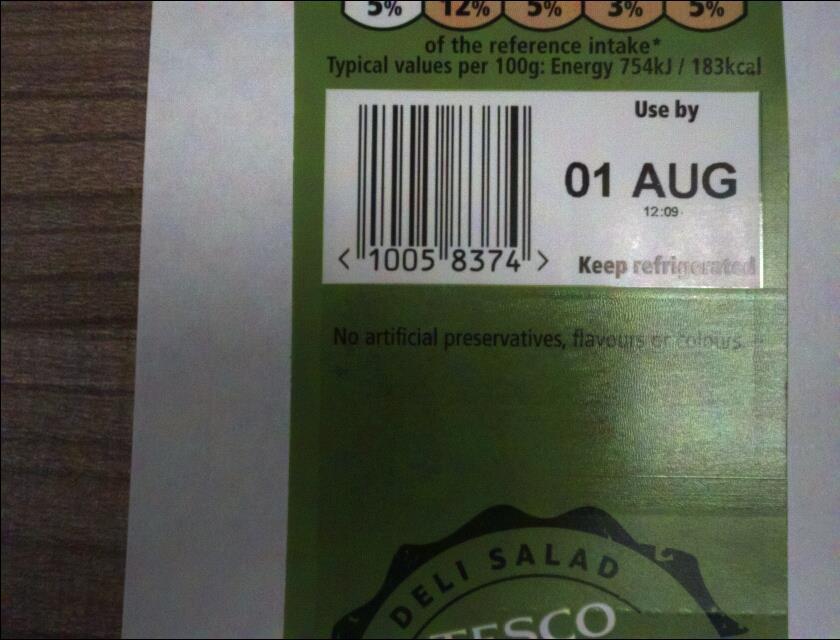 5% 12% 5% 3% 5%
of the reference intake*
Typical values per 100g: Energy 754kJ / 183kcal
Use by
01 AUG
12:09
< 1005 8374 >
Keep refrigerated
No artificial preservatives, flavours or colours.
DELI SALAD
TESCO